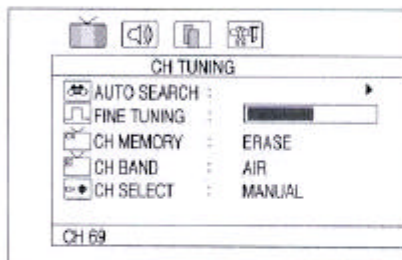 CH TUNING
AUTO SEARCH :
FINE TUNING :
CH MEMORY : ERASE
CH BAND : AIR
CH SELECT : MANUAL
CH 69